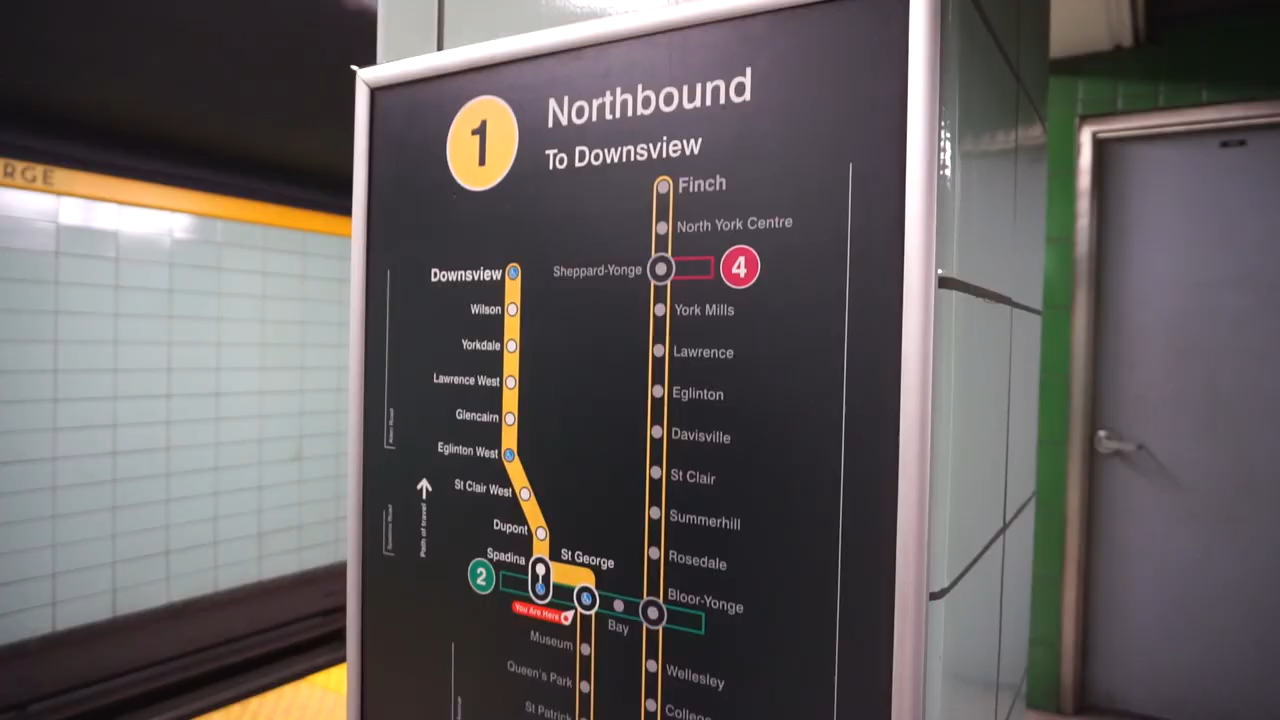 RGE
1
Northbound
To Downsview
Finch
North York Centre
Sheppard-Yonge
4
York Mills
Lawrence
Eglinton
Davisville
St Clair
Summerhill
Rosedale
Bloor-Yonge
Wellesley
College
Downsview
Wilson
Yorkdale
Lawrence West
Glencairn
Eglinton West
St Clair West
Dupont
Spadina
St George
2
You Are Here
Bay
Museum
Queen's Park
St Patrick
Path of travel